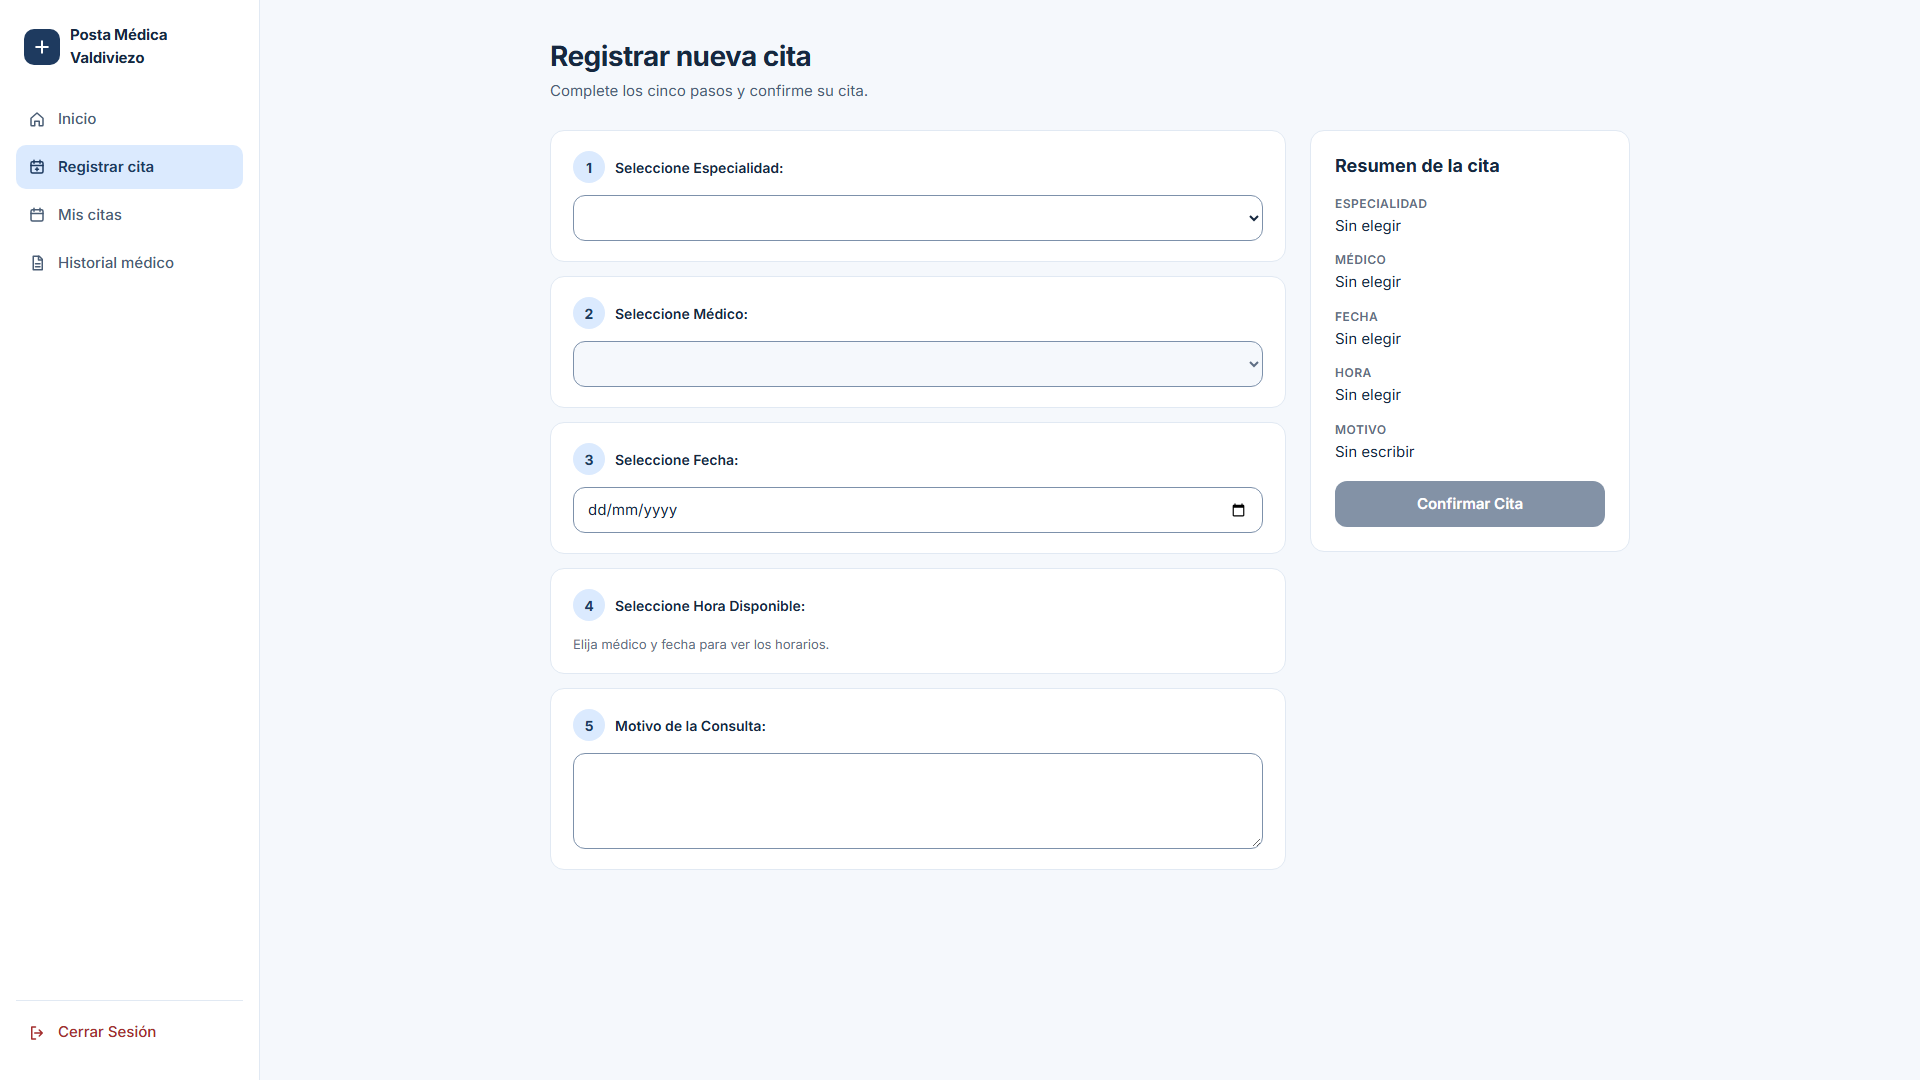 Posta Médica
Valdiviezo
Inicio
Registrar cita
Mis citas
Historial médico
Cerrar Sesión
Registrar nueva cita
Complete los cinco pasos y confirme su cita.
1 Seleccione Especialidad:
2 Seleccione Médico:
3 Seleccione Fecha:
dd/mm/yyyy
4 Seleccione Hora Disponible:
Elija médico y fecha para ver los horarios.
5 Motivo de la Consulta:
Resumen de la cita
ESPECIALIDAD
Sin elegir
MÉDICO
Sin elegir
FECHA
Sin elegir
HORA
Sin elegir
MOTIVO
Sin escribir
Confirmar Cita